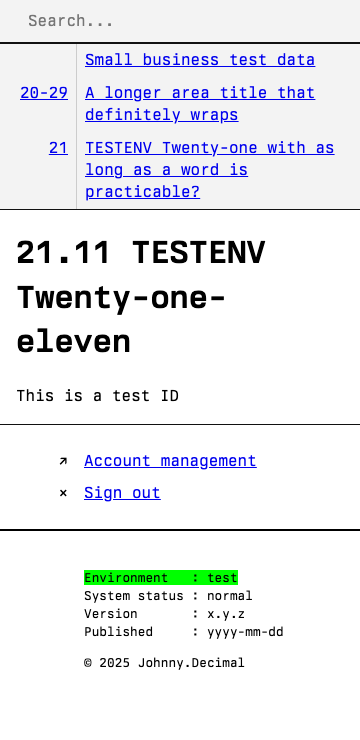 Search...
Small business test data
20-29 A longer area title that
definitely wraps
21 TESTENV Twenty-one with as
long as a word is
practicable?
21.11 TESTENV
Twenty-one-
eleven
This is a test ID
↗ Account management
× Sign out
Environment : test
System status : normal
Version : x.y.z
Published : yyyy-mm-dd
© 2025 Johnny.Decimal